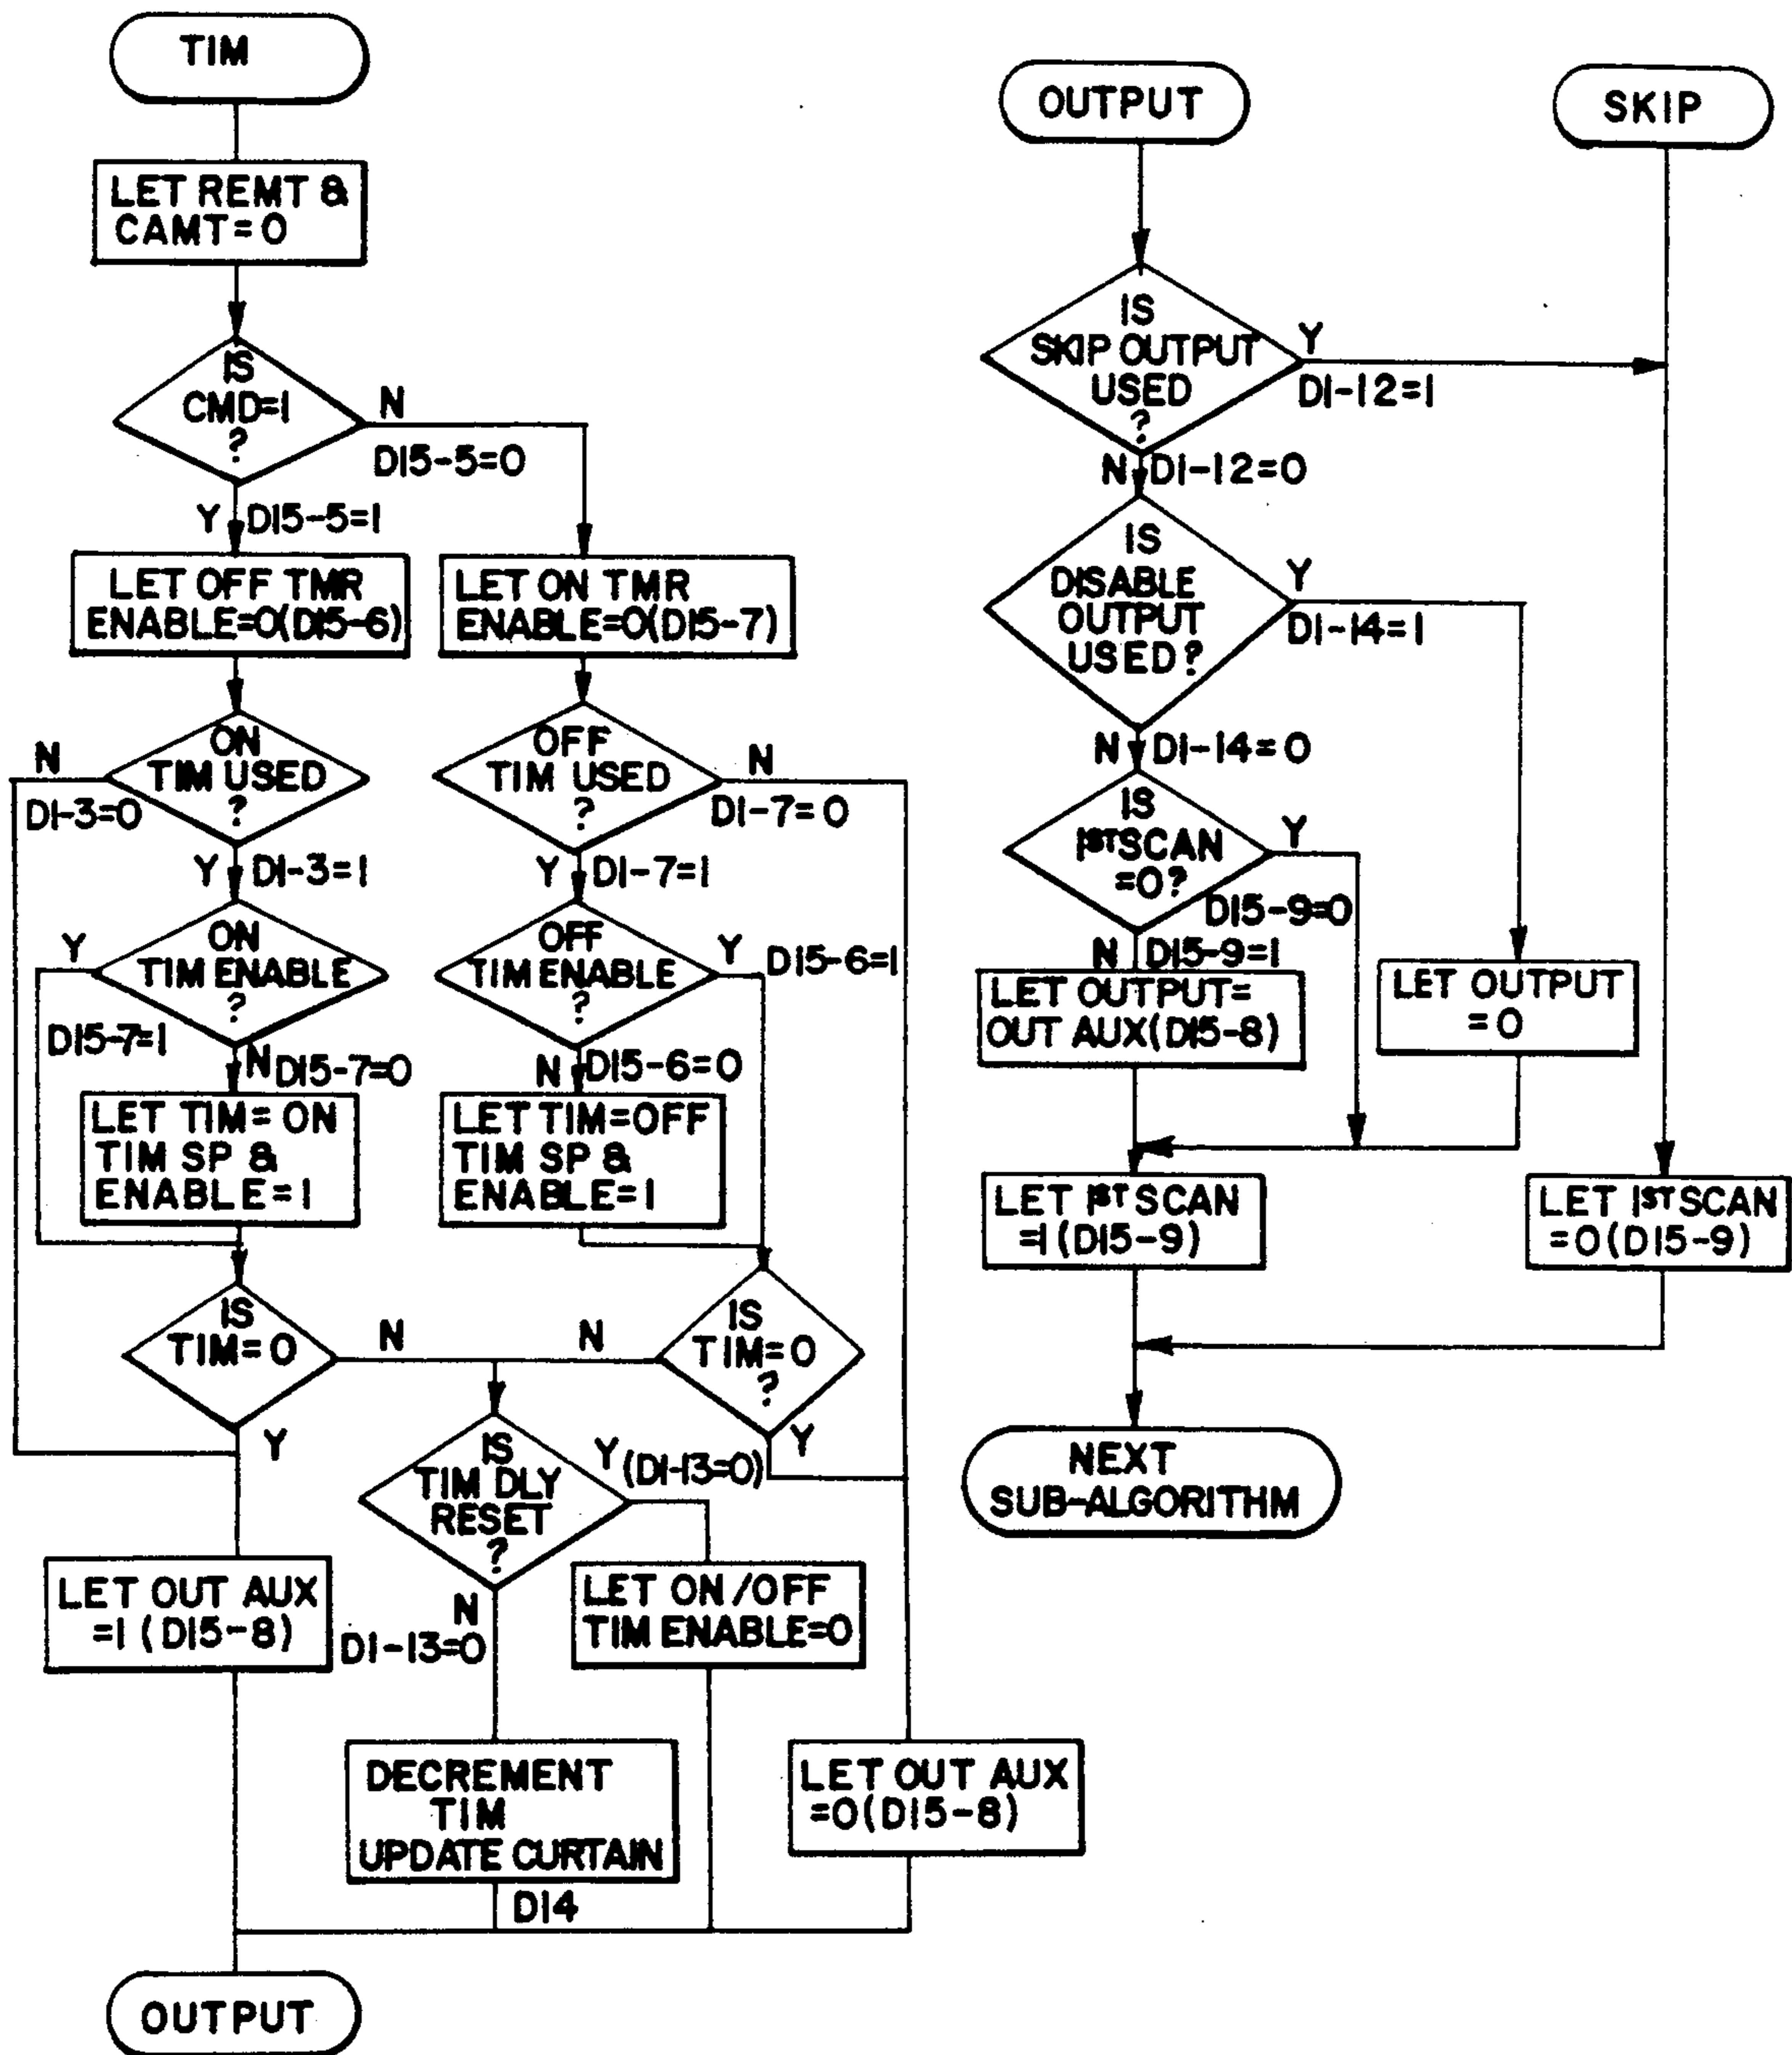 TIM
LET REMT &
CAMT=0
IS
CMD=1
?
N
D15-5=0
Y D15-5=1
LET OFF TMR
ENABLE=0(D15-6)
LET ON TMR
ENABLE=0(D15-7)
N
D1-3=0
ON
TIM USED
?
Y D1-3=1
OFF
TIM USED
?
N
D1-7=0
Y D1-7=1
Y
D15-7=1
ON
TIM ENABLE
?
N D15-7=0
OFF
TIM ENABLE
?
Y D15-6=1
N D15-6=0
LET TIM=ON
TIM SP &
ENABLE=1
LET TIM=OFF
TIM SP &
ENABLE=1
IS
TIM=0
N
Y
IS
TIM=0
?
N
Y
IS
TIM DLY
RESET
?
Y (D1-13=0)
N
D1-13=0
LET OUT AUX
=1 (D15-8)
LET ON/OFF
TIM ENABLE=0
DECREMENT
TIM
UPDATE CURTAIN
D14
LET OUT AUX
=0(D15-8)
OUTPUT
OUTPUT
IS
SKIP OUTPUT
USED
?
Y
D1-12=1
N D1-12=0
IS
DISABLE
OUTPUT
USED?
Y
D1-14=1
N D1-14=0
IS
1ST SCAN
=0?
Y
D15-9=0
N D15-9=1
LET OUTPUT=
OUT AUX(D15-8)
LET OUTPUT
=0
LET 1ST SCAN
=1(D15-9)
SKIP
LET 1ST SCAN
=0(D15-9)
NEXT
SUB-ALGORITHM